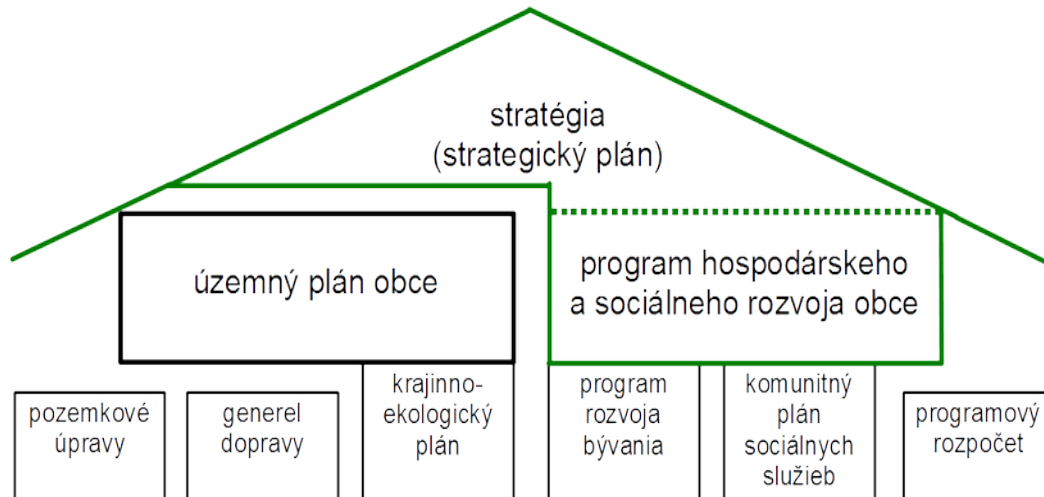 stratégia
(strategický plán)
územný plán obce
program hospodárskeho
a sociálneho rozvoja obce
pozemkové
úpravy
generel
dopravy
krajinno-
ekologický
plán
program
rozvoja
bývania
komunitný
plán
sociálnych
služieb
programový
rozpočet